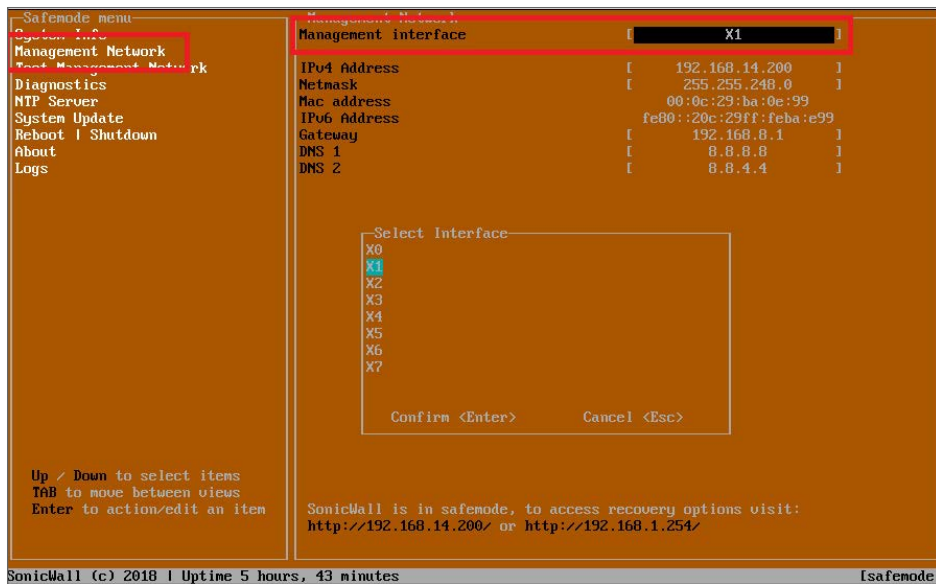 Safemode menu
System Info
Management Network
Test Management Network
Diagnostics
NTP Server
System Update
Reboot | Shutdown
About
Logs
Up / Down to select items
TAB to move between views
Enter to action/edit an item
Management Network
Management interface [ X1 ]
IPv4 Address [ 192.168.14.200 ]
Netmask [ 255.255.248.0 ]
Mac address 00:0c:29:ba:0e:99
IPv6 Address fe80::20c:29ff:feba:e99
Gateway [ 192.168.8.1 ]
DNS 1 [ 8.8.8.8 ]
DNS 2 [ 8.8.4.4 ]
Select Interface
X0
X1
X2
X3
X4
X5
X6
X7
Confirm <Enter> Cancel <Esc>
SonicWall is in safemode, to access recovery options visit:
http://192.168.14.200/ or http://192.168.1.254/
SonicWall (c) 2018 | Uptime 5 hours, 43 minutes [safemode